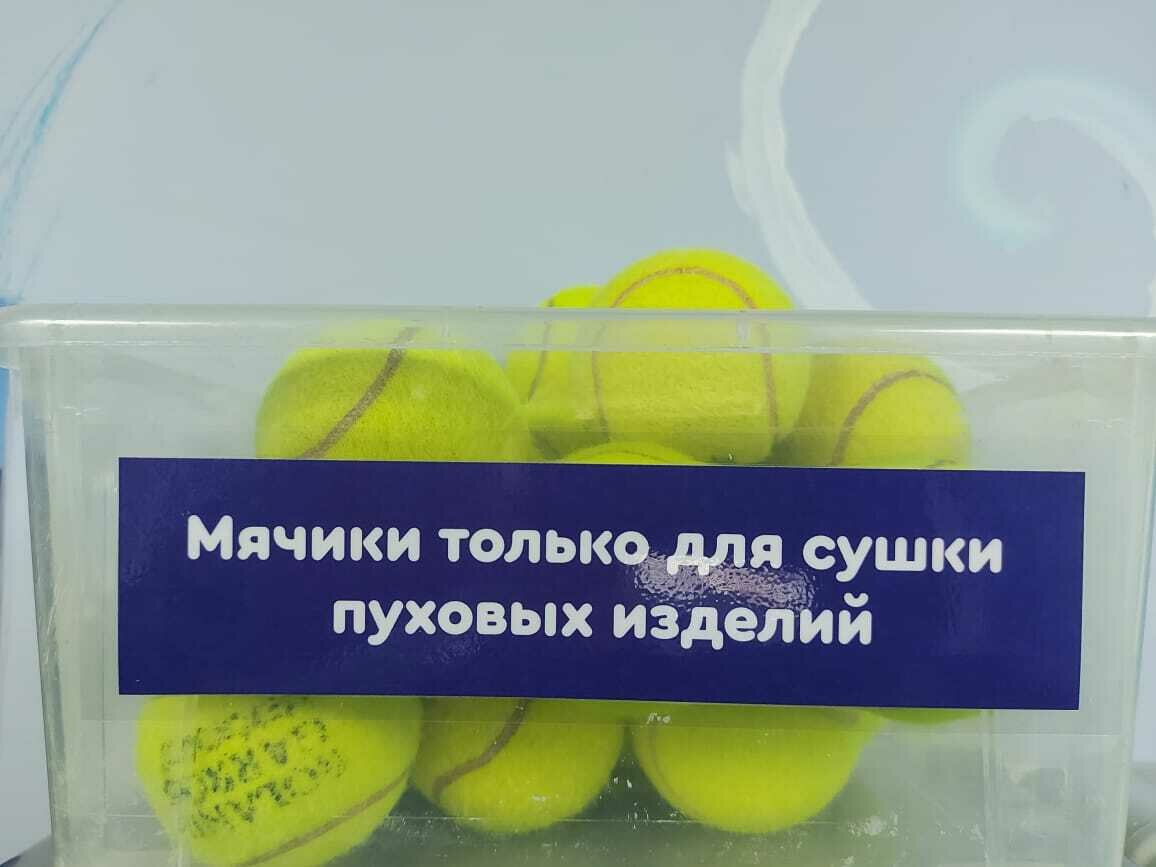 Мячики только для сушки
пуховых изделий